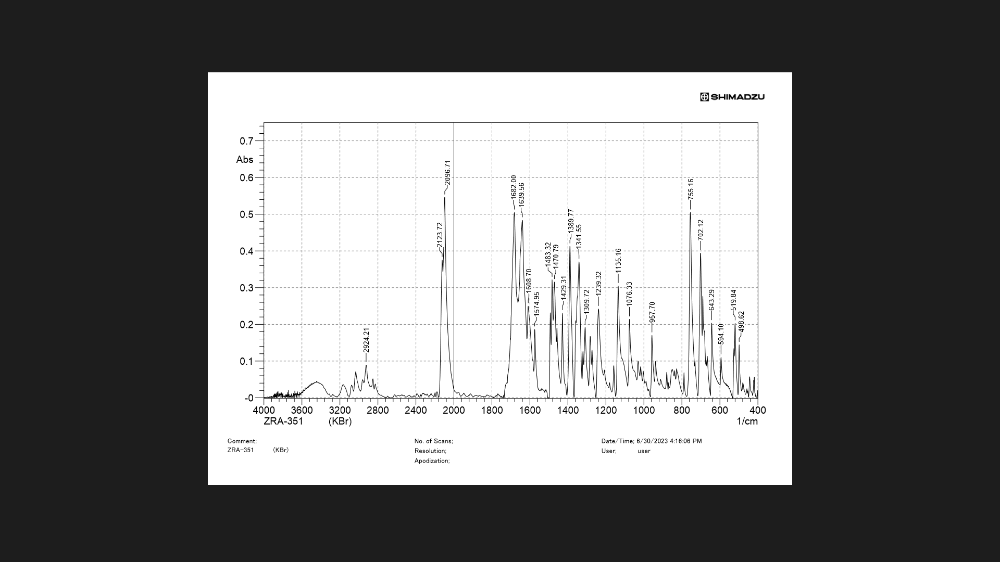 SHIMADZU
0.7
Abs
0.6
0.5
0.4
0.3
0.2
0.1
-0
2924.21
2123.72
2096.71
1682.00
1639.56
1608.70
1574.95
1483.32
1470.79
1429.31
1389.77
1341.55
1309.72
1239.32
1135.16
1076.33
957.70
755.16
702.12
643.29
594.10
519.84
498.62
4000 3600 3200 2800 2400 2000 1800 1600 1400 1200 1000 800 600 400
ZRA-351 (KBr) 1/cm
Comment;
ZRA-351 (KBr)
No. of Scans;
Resolution;
Apodization;
Date/Time; 6/30/2023 4:16:06 PM
User; user